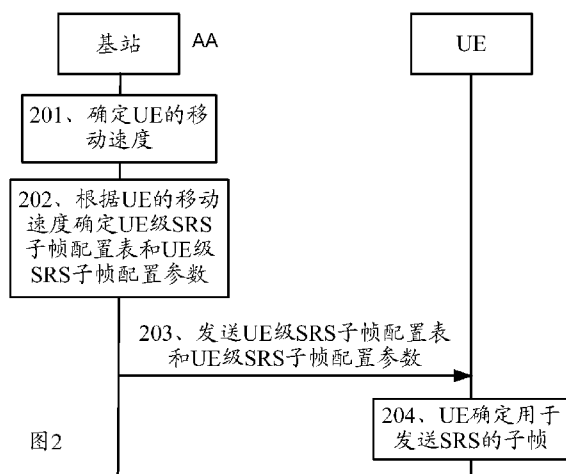 基站
AA
UE
201、确定UE的移
动速度
202、根据UE的移动
速度确定UE级SRS
子帧配置表和UE级
SRS子帧配置参数
203、发送UE级SRS子帧配置表
和UE级SRS子帧配置参数
204、UE确定用于
发送SRS的子帧
图2